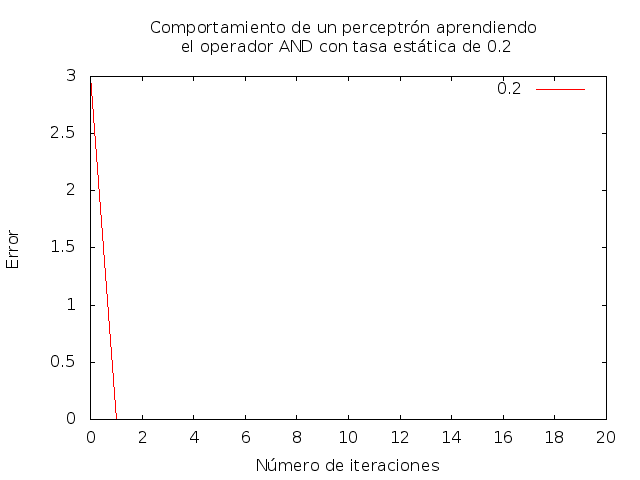 Comportamiento de un perceptrón aprendiendo
el operador AND con tasa estática de 0.2
3
0.2
2.5
2
1.5
Error
1
0.5
0
0 2 4 6 8 10 12 14 16 18 20
Número de iteraciones